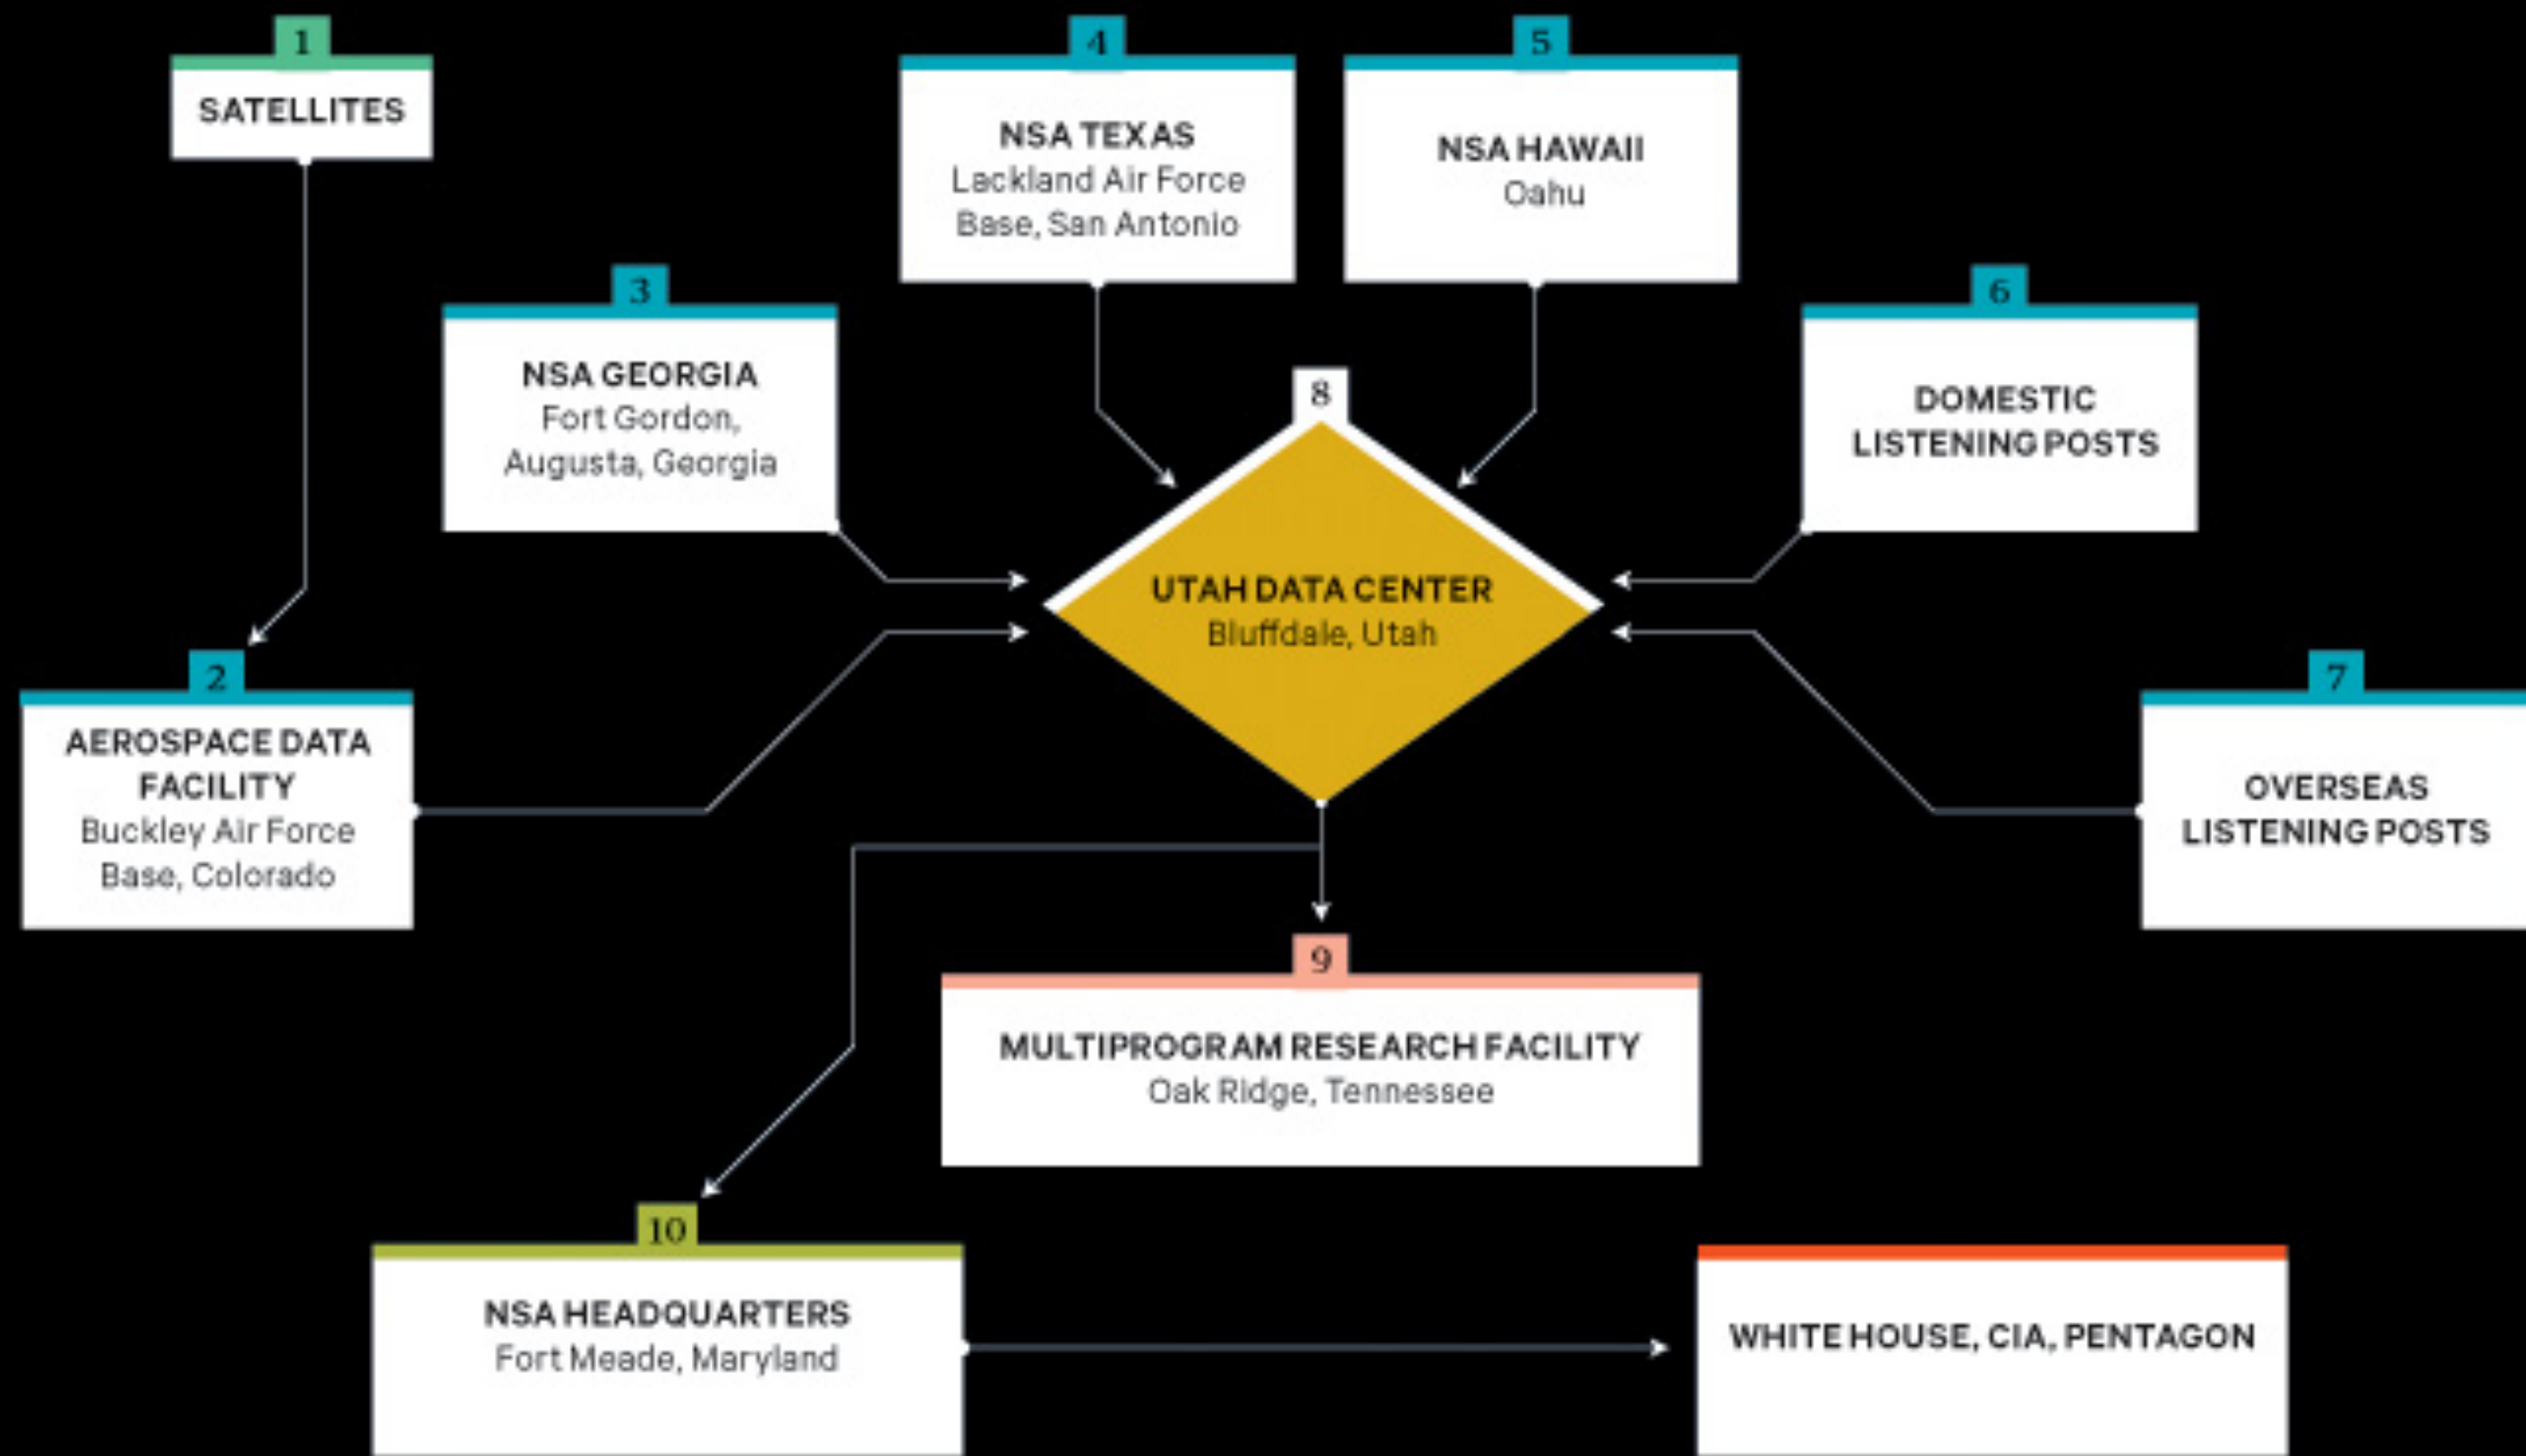 1
SATELLITES
4
NSA TEXAS
Lackland Air Force
Base, San Antonio
5
NSA HAWAII
Oahu
3
NSA GEORGIA
Fort Gordon,
Augusta, Georgia
6
DOMESTIC
LISTENING POSTS
8
UTAH DATA CENTER
Bluffdale, Utah
2
AEROSPACE DATA
FACILITY
Buckley Air Force
Base, Colorado
7
OVERSEAS
LISTENING POSTS
9
MULTIPROGRAM RESEARCH FACILITY
Oak Ridge, Tennessee
10
NSA HEADQUARTERS
Fort Meade, Maryland
WHITE HOUSE, CIA, PENTAGON